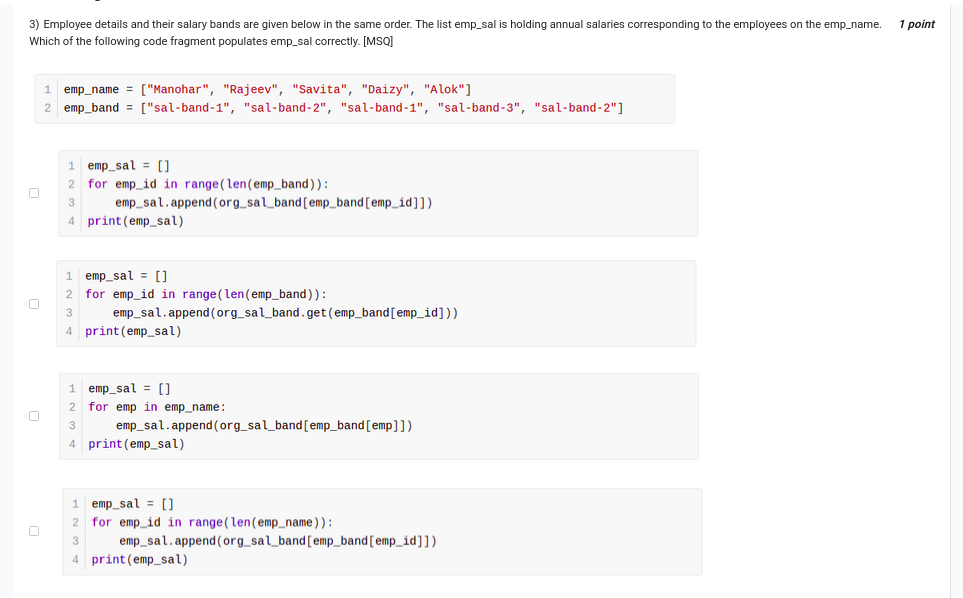 3) Employee details and their salary bands are given below in the same order. The list emp_sal is holding annual salaries corresponding to the employees on the emp_name. 1 point
Which of the following code fragment populates emp_sal correctly. [MSQ]
1 emp_name = ["Manohar", "Rajeev", "Savita", "Daizy", "Alok"]
2 emp_band = ["sal-band-1", "sal-band-2", "sal-band-1", "sal-band-3", "sal-band-2"]
1 emp_sal = []
2 for emp_id in range(len(emp_band)):
3     emp_sal.append(org_sal_band[emp_band[emp_id]])
4 print(emp_sal)
1 emp_sal = []
2 for emp_id in range(len(emp_band)):
3     emp_sal.append(org_sal_band.get(emp_band[emp_id]))
4 print(emp_sal)
1 emp_sal = []
2 for emp in emp_name:
3     emp_sal.append(org_sal_band[emp_band[emp]])
4 print(emp_sal)
1 emp_sal = []
2 for emp_id in range(len(emp_name)):
3     emp_sal.append(org_sal_band[emp_band[emp_id]])
4 print(emp_sal)